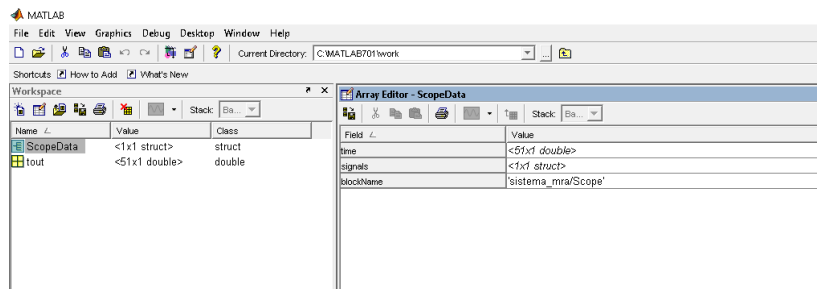 MATLAB
File Edit View Graphics Debug Desktop Window Help
Current Directory: C:\MATLAB701\work
Shortcuts How to Add What's New
Workspace
Stack: Ba...
Name Value Class
ScopeData <1x1 struct> struct
tout <51x1 double> double
Array Editor - ScopeData
Stack: Ba...
Field Value
time <51x1 double>
signals <1x1 struct>
blockName 'sistema_mra/Scope'